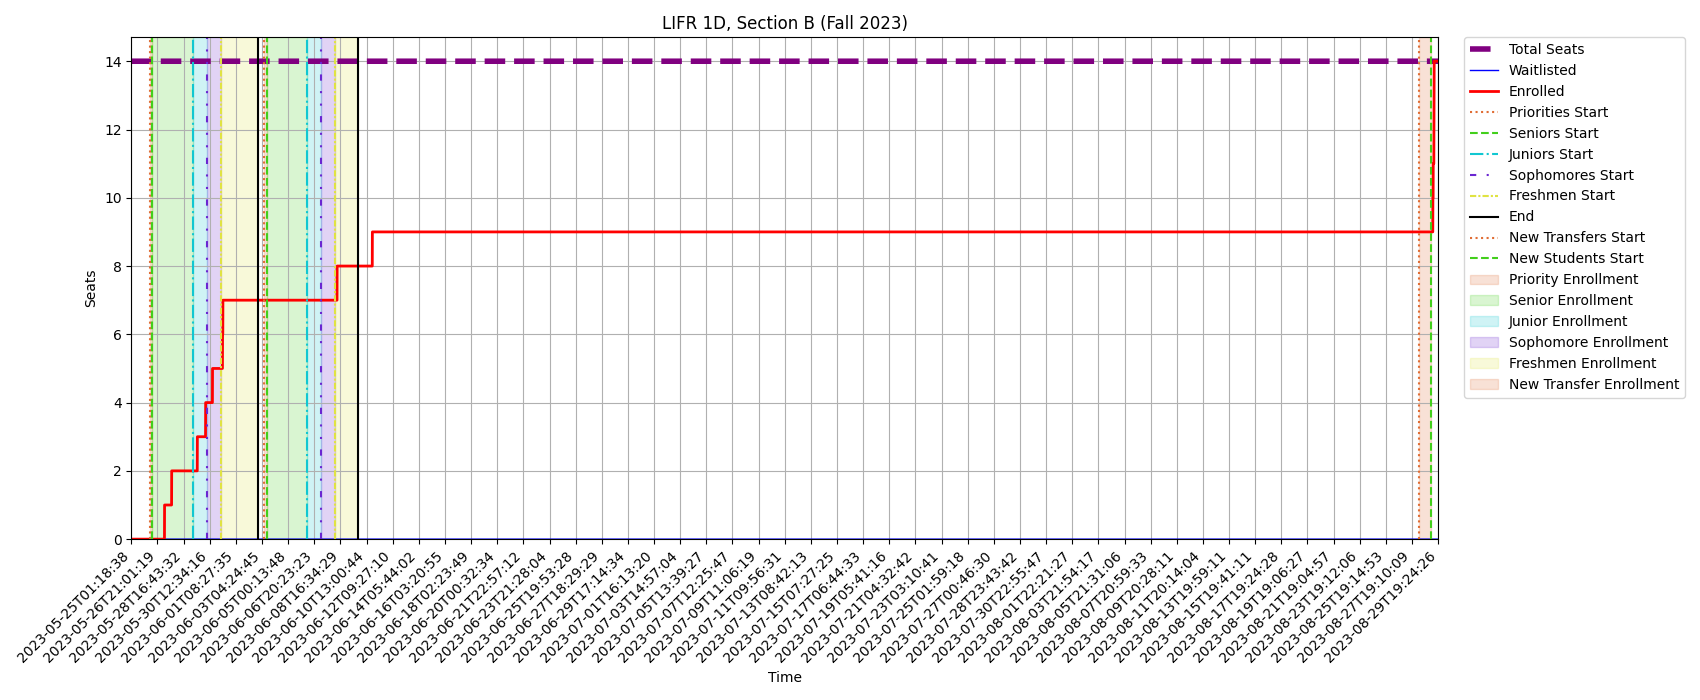 LIFR 1D, Section B (Fall 2023)
Seats
14
12
10
8
6
4
2
0
2023-05-25T01:18:38
2023-05-26T21:01:19
2023-05-28T16:43:32
2023-05-30T12:34:16
2023-06-01T08:27:35
2023-06-03T04:24:45
2023-06-05T00:13:48
2023-06-06T20:23:23
2023-06-08T16:34:29
2023-06-10T13:00:44
2023-06-12T09:27:10
2023-06-14T05:44:02
2023-06-16T03:20:55
2023-06-18T02:23:49
2023-06-20T00:32:34
2023-06-21T22:57:12
2023-06-23T21:28:04
2023-06-25T19:53:28
2023-06-27T18:29:29
2023-06-29T17:14:34
2023-07-01T16:13:20
2023-07-03T14:57:04
2023-07-05T13:39:27
2023-07-07T12:25:47
2023-07-09T11:06:19
2023-07-11T09:56:31
2023-07-13T08:42:13
2023-07-15T07:27:25
2023-07-17T06:44:33
2023-07-19T05:41:16
2023-07-21T04:32:42
2023-07-23T03:10:41
2023-07-25T01:59:18
2023-07-27T00:46:30
2023-07-28T23:43:42
2023-07-30T22:55:47
2023-08-01T22:21:27
2023-08-03T21:54:17
2023-08-05T21:31:06
2023-08-07T20:59:33
2023-08-09T20:28:11
2023-08-11T20:14:04
2023-08-13T19:59:11
2023-08-15T19:41:11
2023-08-17T19:24:28
2023-08-19T19:06:27
2023-08-21T19:04:57
2023-08-23T19:12:06
2023-08-25T19:14:53
2023-08-27T19:10:09
2023-08-29T19:24:26
Time
Total Seats
Waitlisted
Enrolled
Priorities Start
Seniors Start
Juniors Start
Sophomores Start
Freshmen Start
End
New Transfers Start
New Students Start
Priority Enrollment
Senior Enrollment
Junior Enrollment
Sophomore Enrollment
Freshmen Enrollment
New Transfer Enrollment